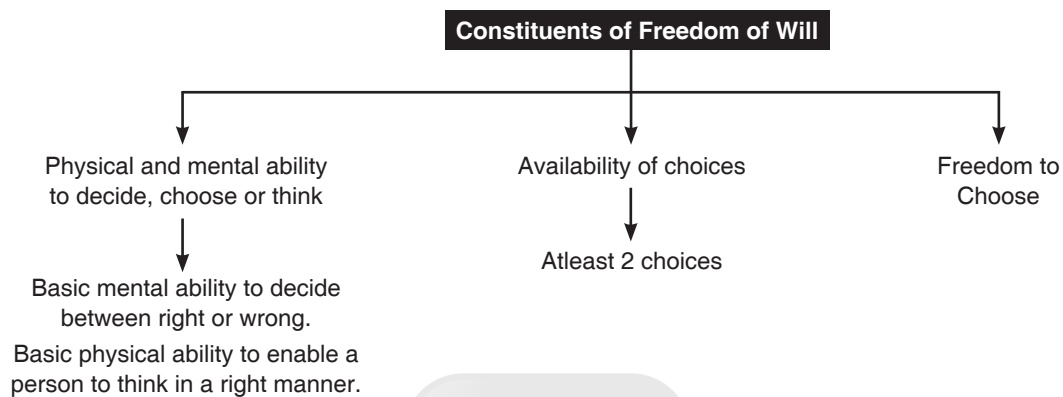 Constituents of Freedom of Will
Physical and mental ability
to decide, choose or think
Availability of choices
Freedom to
Choose
Atleast 2 choices
Basic mental ability to decide
between right or wrong.
Basic physical ability to enable a
person to think in a right manner.